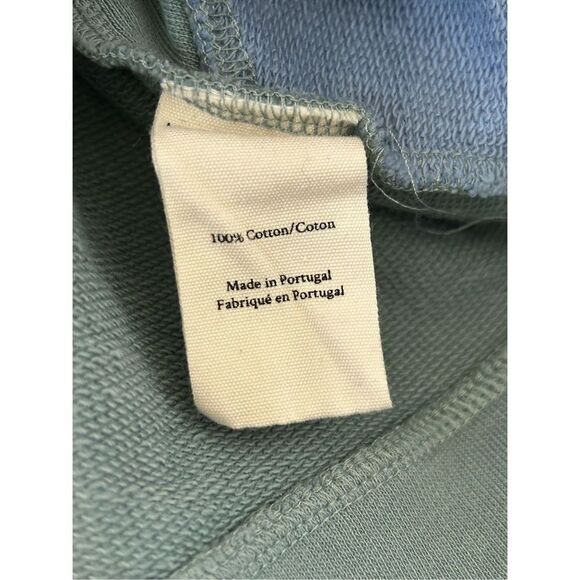 100% Cotton/Coton
Made in Portugal
Fabriqué en Portugal